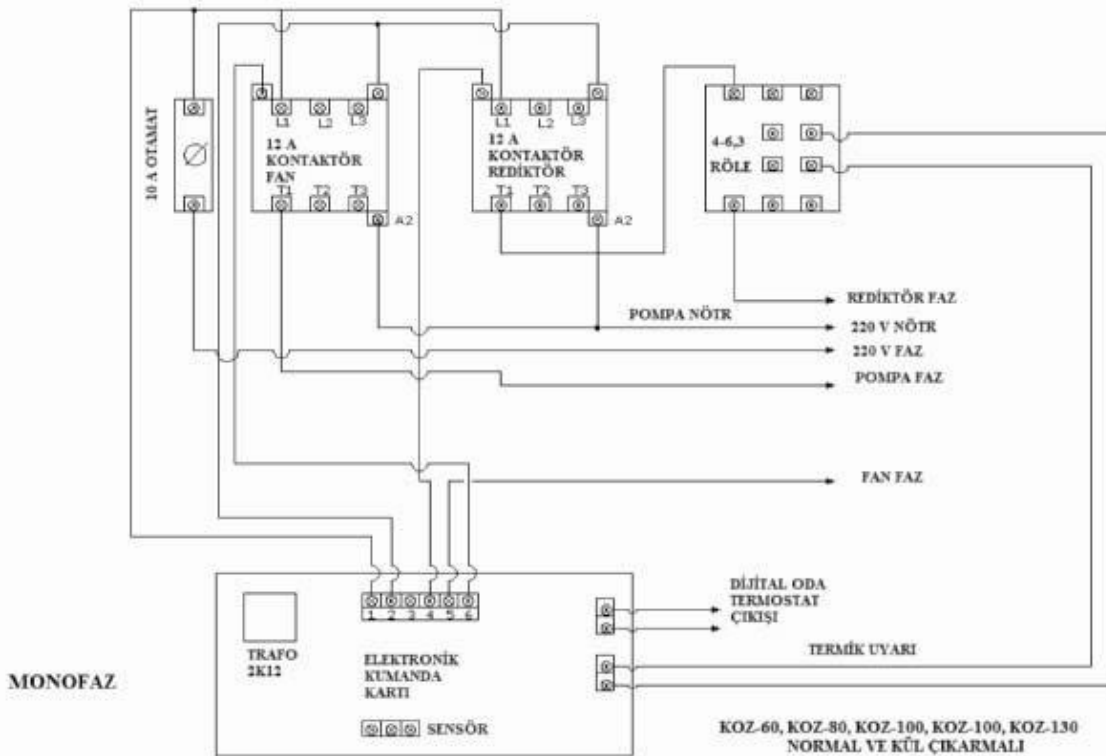 10 A OTAMAT
L1 L2 L3
12 A
KONTAKTÖR
FAN
T1 T2 T3
A2
L1 L2 L3
12 A
KONTAKTÖR
REDİKTÖR
T1 T2 T3
A2
4-6,3
RÖLE
REDİKTÖR FAZ
POMPA NÖTR
220 V NÖTR
220 V FAZ
POMPA FAZ
FAN FAZ
1 2 3 4 5 6
TRAFO
2K12
ELEKTRONİK
KUMANDA
KARTI
SENSÖR
DİJİTAL ODA
TERMOSTAT
ÇIKIŞI
TERMİK UYARI
MONOFAZ
KOZ-60, KOZ-80, KOZ-100, KOZ-100, KOZ-130
NORMAL VE KÜL ÇIKARMALI